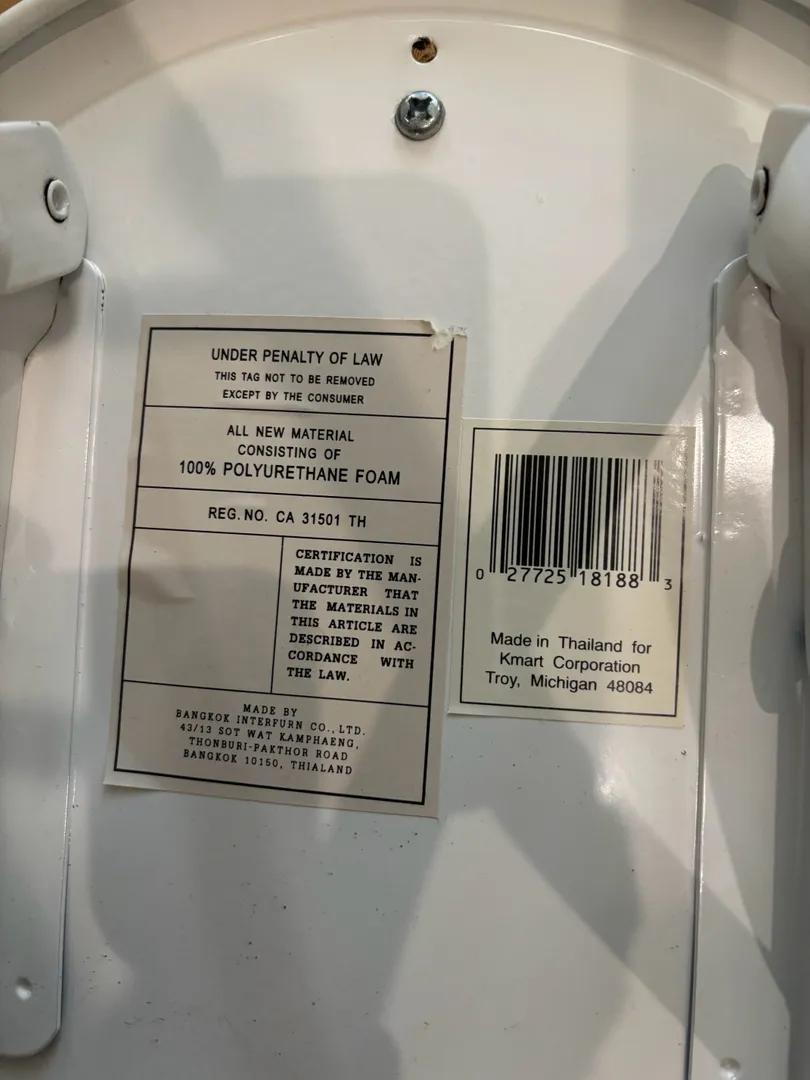 UNDER PENALTY OF LAW
THIS TAG NOT TO BE REMOVED
EXCEPT BY THE CONSUMER
ALL NEW MATERIAL
CONSISTING OF
100% POLYURETHANE FOAM
REG. NO. CA 31501 TH
CERTIFICATION IS
MADE BY THE MAN-
UFACTURER THAT
THE MATERIALS IN
THIS ARTICLE ARE
DESCRIBED IN AC-
CORDANCE WITH
THE LAW.
MADE BY
BANGKOK INTERFURN CO., LTD.
43/13 SOT WAT KAMPHAENG,
THONBURI-PAKTHOR ROAD
BANGKOK 10150, THIALAND
0 27725 18188 3
Made in Thailand for
Kmart Corporation
Troy, Michigan 48084